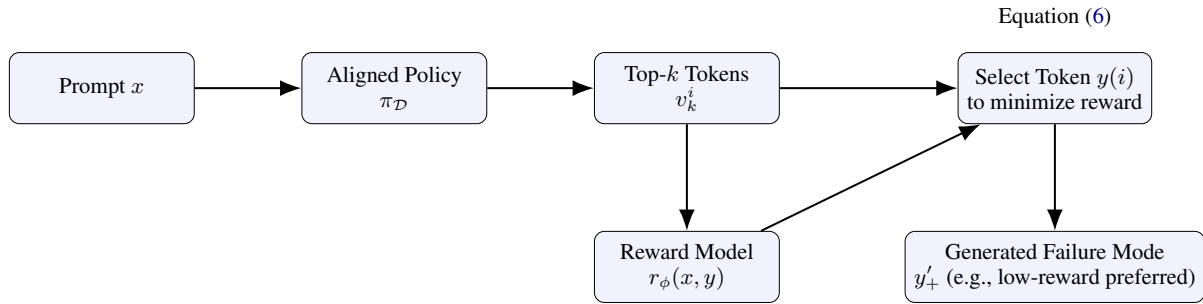 Equation (6)
Prompt x
Aligned Policy
π_𝒟
Top-k Tokens
v_k^i
Select Token y(i)
to minimize reward
Reward Model
r_ϕ(x, y)
Generated Failure Mode
y′_+ (e.g., low-reward preferred)